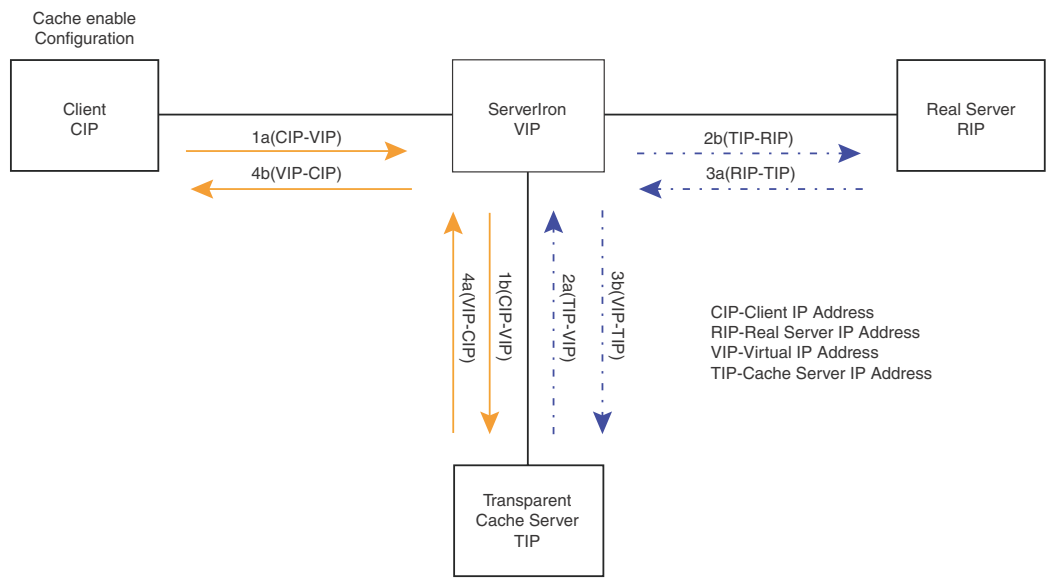 Cache enable
Configuration
Client
CIP
ServerIron
VIP
Real Server
RIP
1a(CIP-VIP)
4b(VIP-CIP)
2b(TIP-RIP)
3a(RIP-TIP)
4a(VIP-CIP)
1b(CIP-VIP)
2a(TIP-VIP)
3b(VIP-TIP)
CIP-Client IP Address
RIP-Real Server IP Address
VIP-Virtual IP Address
TIP-Cache Server IP Address
Transparent
Cache Server
TIP